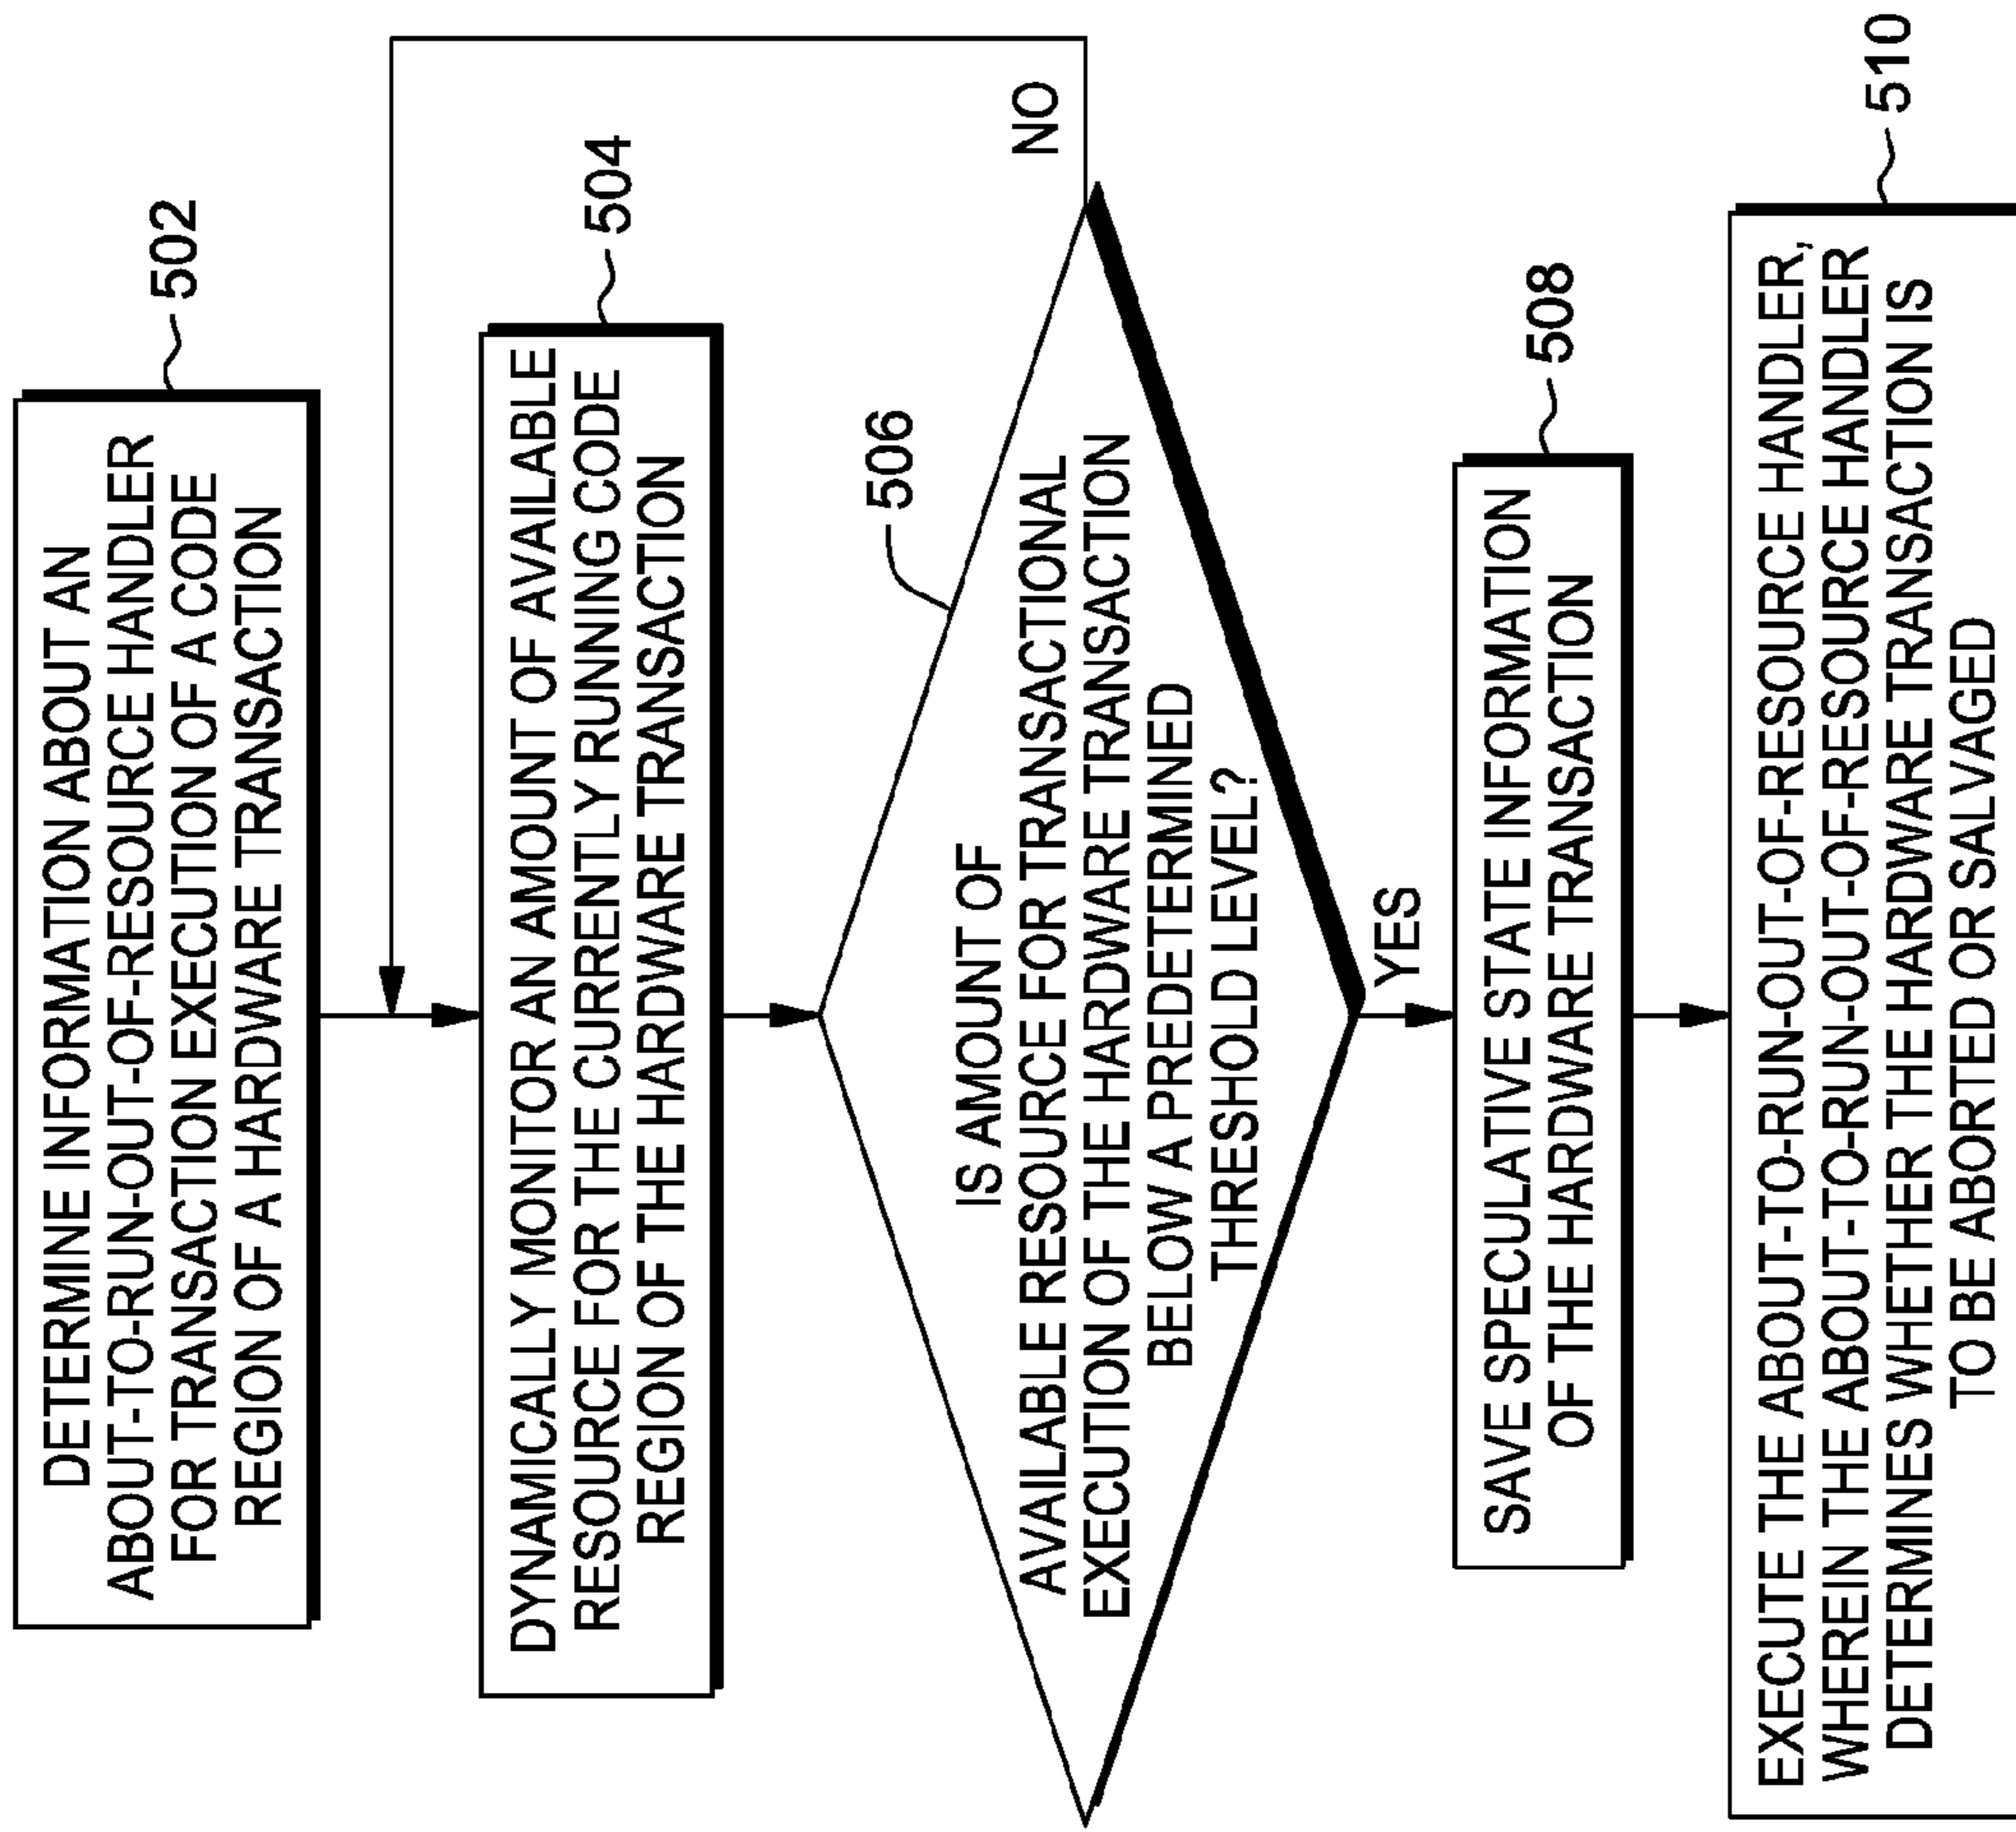 DETERMINE INFORMATION ABOUT AN
ABOUT-TO-RUN-OUT-OF-RESOURCE HANDLER
FOR TRANSACTION EXECUTION OF A CODE
REGION OF A HARDWARE TRANSACTION
502
DYNAMICALLY MONITOR AN AMOUNT OF AVAILABLE
RESOURCE FOR THE CURRENTLY RUNNING CODE
REGION OF THE HARDWARE TRANSACTION
504
506
IS AMOUNT OF
AVAILABLE RESOURCE FOR TRANSACTIONAL
EXECUTION OF THE HARDWARE TRANSACTION
BELOW A PREDETERMINED
THRESHOLD LEVEL?
NO
YES
SAVE SPECULATIVE STATE INFORMATION
OF THE HARDWARE TRANSACTION
508
EXECUTE THE ABOUT-TO-RUN-OUT-OF-RESOURCE HANDLER,
WHEREIN THE ABOUT-TO-RUN-OUT-OF-RESOURCE HANDLER
DETERMINES WHETHER THE HARDWARE TRANSACTION IS
TO BE ABORTED OR SALVAGED
510